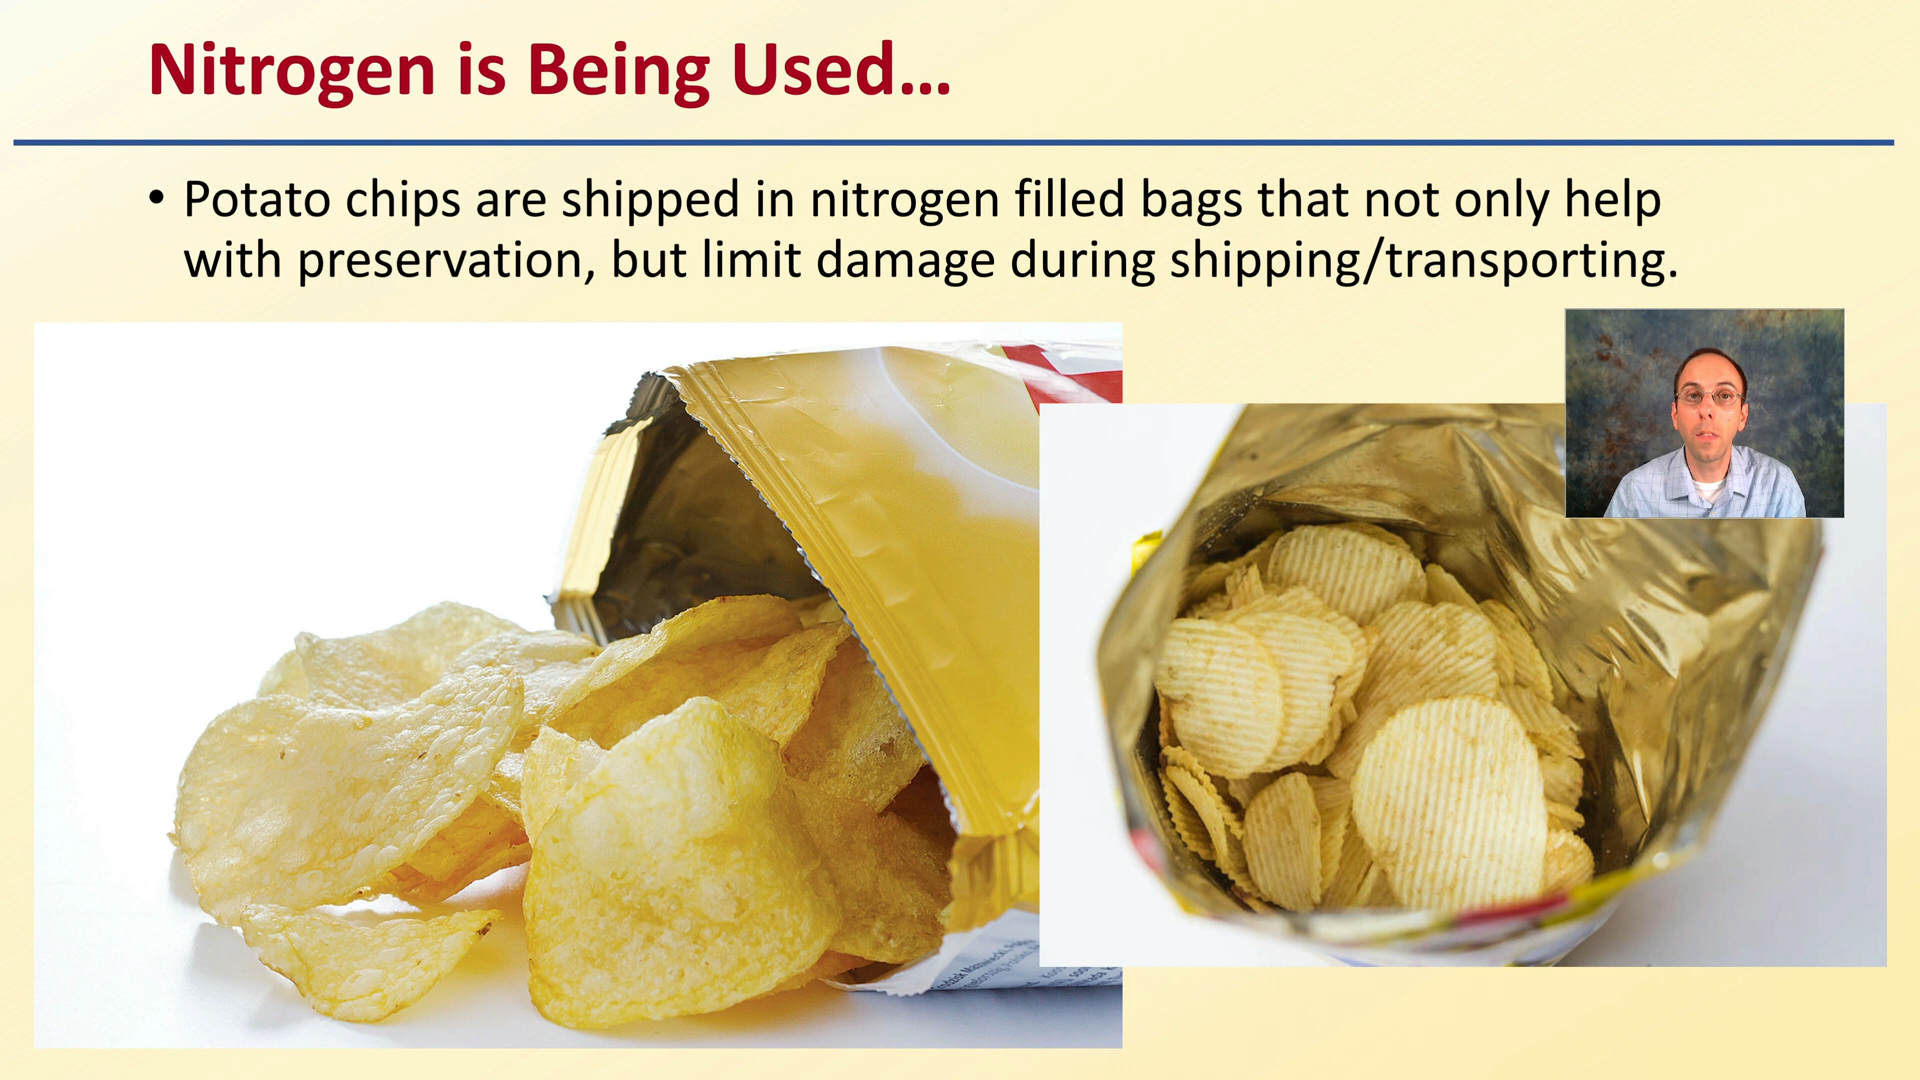 Nitrogen is Being Used...
• Potato chips are shipped in nitrogen filled bags that not only help
with preservation, but limit damage during shipping/transporting.